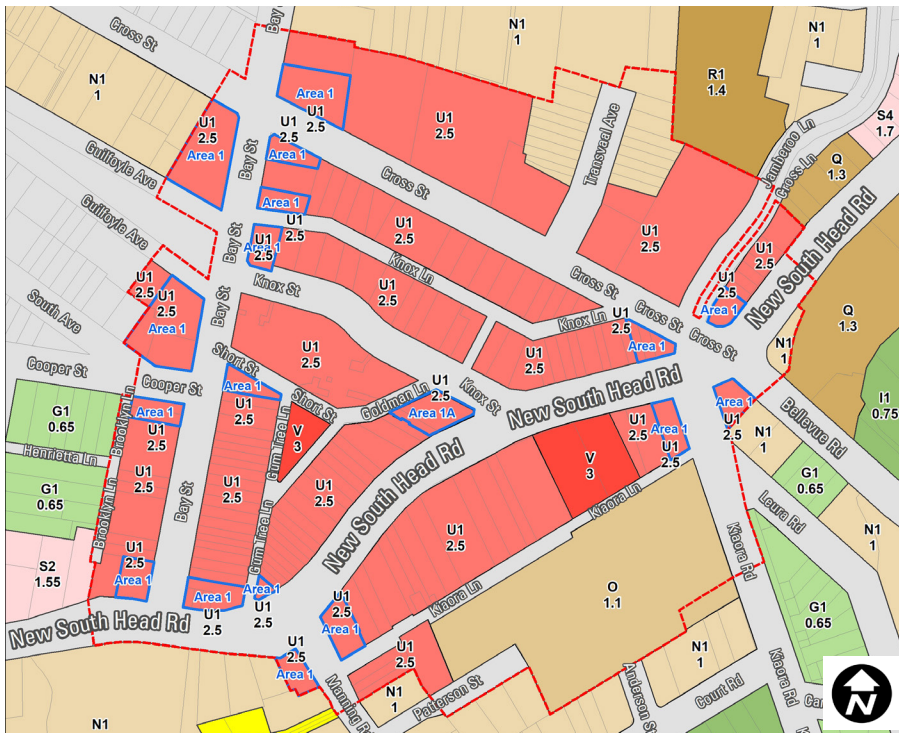 Cross St
Bay St
N1
1
N1
1
R1
1.4
S4
1.7
N1
1
U1
2.5
Area 1
Area 1
U1
2.5
U1
2.5
U1
2.5
Transvaal Ave
Jamberoo Ln
Cross Ln
Q
1.3
Guilfoyle Ave
Bay St
Area 1
Cross St
New South Head Rd
Area 1
U1
2.5
U1
2.5
U1
2.5
U1
2.5
Guilfoyle Ave
Bay St
Area 1
U1
2.5
Knox Ln
Knox St
U1
2.5
Cross St
U1
2.5
Area 1
U1
2.5
U1
2.5
Area 1
South Ave
Bay St
Knox Ln
U1
2.5
Cross St
Q
1.3
U1
2.5
U1
2.5
Area 1
Cross St
N1
1
Short St
Cooper St
Cooper St
Area 1
U1
2.5
Short St
Goldman Ln
U1
2.5
Area 1A
Knox St
New South Head Rd
I1
0.75
G1
0.65
Brooklyn Ln
Area 1
U1
2.5
Gum Tree Ln
V
3
U1
2.5
Area 1
U1
2.5
Area 1
U1
2.5
N1
1
Bellevue Rd
Henrietta Ln
G1
0.65
U1
2.5
U1
2.5
U1
2.5
New South Head Rd
V
3
Kiaora Ln
G1
0.65
Leura Rd
Brooklyn Ln
Bay St
Gum Tree Ln
U1
2.5
Kiaora Rd
N1
1
S2
1.55
U1
2.5
Area 1
Area 1
U1
2.5
Area 1
U1
2.5
U1
2.5
Area 1
Kiaora Ln
O
1.1
G1
0.65
New South Head Rd
U1
2.5
Area 1
U1
2.5
N1
1
Kiaora Rd
Manning Rd
N1
1
Patterson St
Anderson St
Court Rd
N1
N